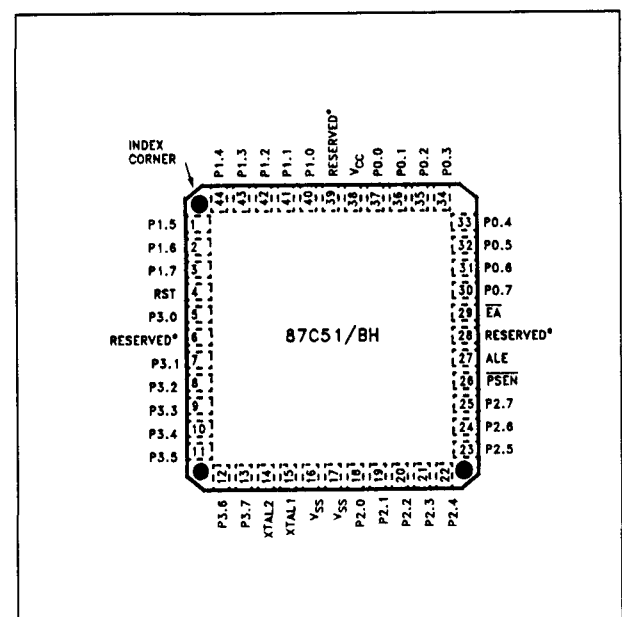 INDEX
CORNER
P1.4
P1.3
P1.2
P1.1
P1.0
RESERVED*
VCC
P0.0
P0.1
P0.2
P0.3
44
43
42
41
40
39
38
37
36
35
34
P1.5 1
P1.6 2
P1.7 3
RST 4
P3.0 5
RESERVED* 6
P3.1 7
P3.2 8
P3.3 9
P3.4 10
P3.5 11
87C51/BH
33 P0.4
32 P0.5
31 P0.6
30 P0.7
29 E̅A̅
28 RESERVED*
27 ALE
26 P̅S̅E̅N̅
25 P2.7
24 P2.6
23 P2.5
12
13
14
15
16
17
18
19
20
21
22
P3.6
P3.7
XTAL2
XTAL1
VSS
VSS
P2.0
P2.1
P2.2
P2.3
P2.4